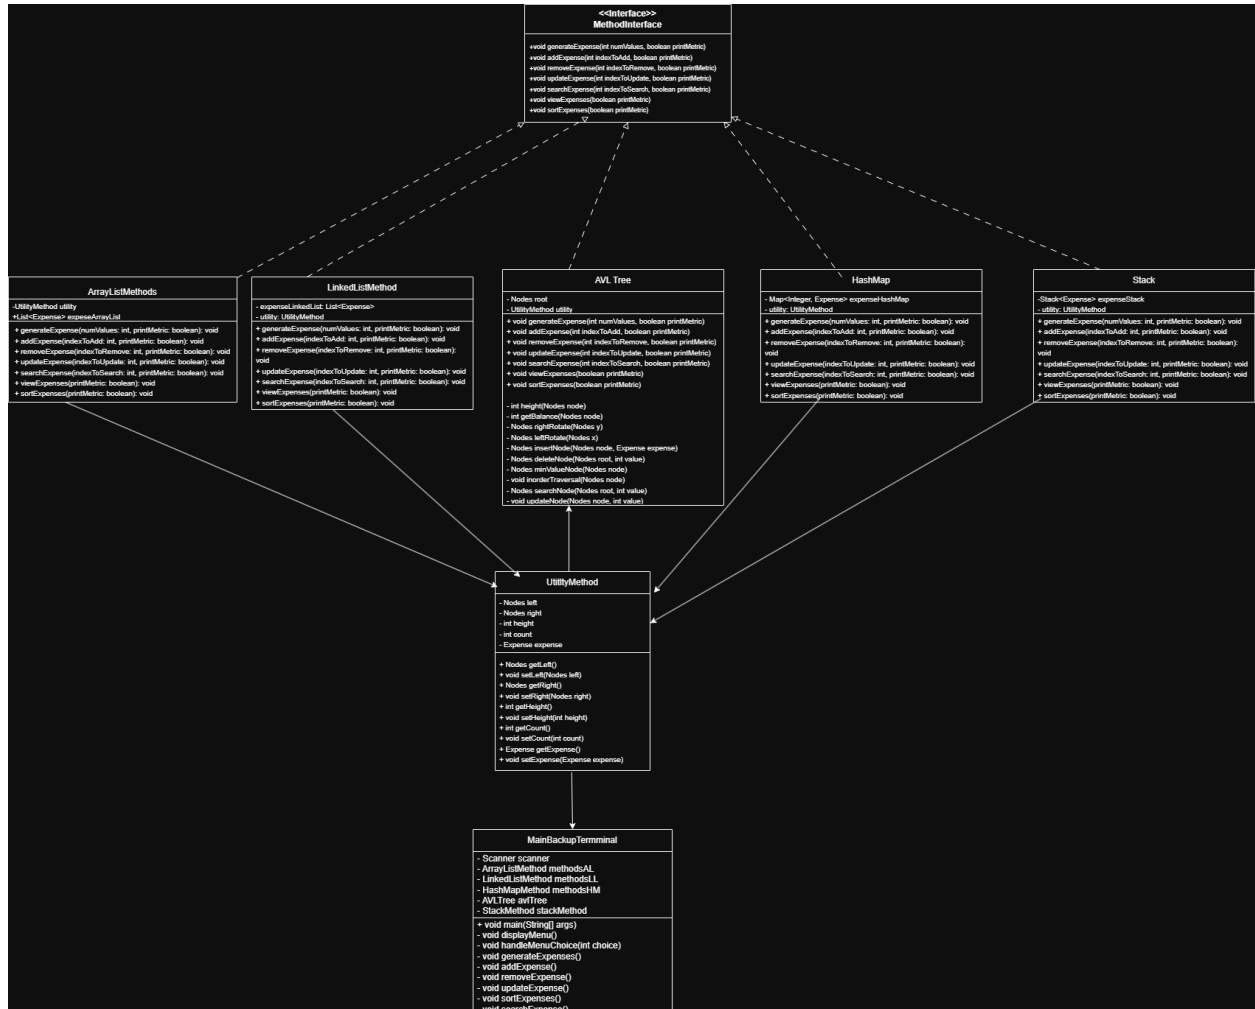 <<Interface>>
MethodInterface
+void generateExpense(int numValues, boolean printMetric)
+void addExpense(int indexToAdd, boolean printMetric)
+void removeExpense(int indexToRemove, boolean printMetric)
+void updateExpense(int indexToUpdate, boolean printMetric)
+void searchExpense(int indexToSearch, boolean printMetric)
+void viewExpenses(boolean printMetric)
+void sortExpenses(boolean printMetric)
ArrayListMethods
-UtilityMethod utility
+List<Expense> expeseArrayList
+ generateExpense(numValues: int, printMetric: boolean): void
+ addExpense(indexToAdd: int, printMetric: boolean): void
+ removeExpense(indexToRemove: int, printMetric: boolean): void
+ updateExpense(indexToUpdate: int, printMetric: boolean): void
+ searchExpense(indexToSearch: int, printMetric: boolean): void
+ viewExpenses(printMetric: boolean): void
+ sortExpenses(printMetric: boolean): void
LinkedListMethod
- expenseLinkedList: List<Expense>
- utility: UtilityMethod
+ generateExpense(numValues: int, printMetric: boolean): void
+ addExpense(indexToAdd: int, printMetric: boolean): void
+ removeExpense(indexToRemove: int, printMetric: boolean):
void
+ updateExpense(indexToUpdate: int, printMetric: boolean): void
+ searchExpense(indexToSearch: int, printMetric: boolean): void
+ viewExpenses(printMetric: boolean): void
+ sortExpenses(printMetric: boolean): void
AVL Tree
- Nodes root
- UtilityMethod utility
+ void generateExpense(int numValues, boolean printMetric)
+ void addExpense(int indexToAdd, boolean printMetric)
+ void removeExpense(int indexToRemove, boolean printMetric)
+ void updateExpense(int indexToUpdate, boolean printMetric)
+ void searchExpense(int indexToSearch, boolean printMetric)
+ void viewExpenses(boolean printMetric)
+ void sortExpenses(boolean printMetric)
- int height(Nodes node)
- int getBalance(Nodes node)
- Nodes rightRotate(Nodes y)
- Nodes leftRotate(Nodes x)
- Nodes insertNode(Nodes node, Expense expense)
- Nodes deleteNode(Nodes root, int value)
- Nodes minValueNode(Nodes node)
- void inorderTraversal(Nodes node)
- Nodes searchNode(Nodes root, int value)
- void updateNode(Nodes node, int value)
HashMap
- Map<Integer, Expense> expenseHashMap
- utility: UtilityMethod
+ generateExpense(numValues: int, printMetric: boolean): void
+ addExpense(indexToAdd: int, printMetric: boolean): void
+ removeExpense(indexToRemove: int, printMetric: boolean):
void
+ updateExpense(indexToUpdate: int, printMetric: boolean): void
+ searchExpense(indexToSearch: int, printMetric: boolean): void
+ viewExpenses(printMetric: boolean): void
+ sortExpenses(printMetric: boolean): void
Stack
-Stack<Expense> expenseStack
- utility: UtilityMethod
+ generateExpense(numValues: int, printMetric: boolean): void
+ addExpense(indexToAdd: int, printMetric: boolean): void
+ removeExpense(indexToRemove: int, printMetric: boolean):
void
+ updateExpense(indexToUpdate: int, printMetric: boolean): void
+ searchExpense(indexToSearch: int, printMetric: boolean): void
+ viewExpenses(printMetric: boolean): void
+ sortExpenses(printMetric: boolean): void
UtitltyMethod
- Nodes left
- Nodes right
- int height
- int count
- Expense expense
+ Nodes getLeft()
+ void setLeft(Nodes left)
+ Nodes getRight()
+ void setRight(Nodes right)
+ int getHeight()
+ void setHeight(int height)
+ int getCount()
+ void setCount(int count)
+ Expense getExpense()
+ void setExpense(Expense expense)
MainBackupTermminal
- Scanner scanner
- ArrayListMethod methodsAL
- LinkedListMethod methodsLL
- HashMapMethod methodsHM
- AVLTree avlTree
- StackMethod stackMethod
+ void main(String[] args)
- void displayMenu()
- void handleMenuChoice(int choice)
- void generateExpenses()
- void addExpense()
- void removeExpense()
- void updateExpense()
- void sortExpenses()
- void searchExpense()